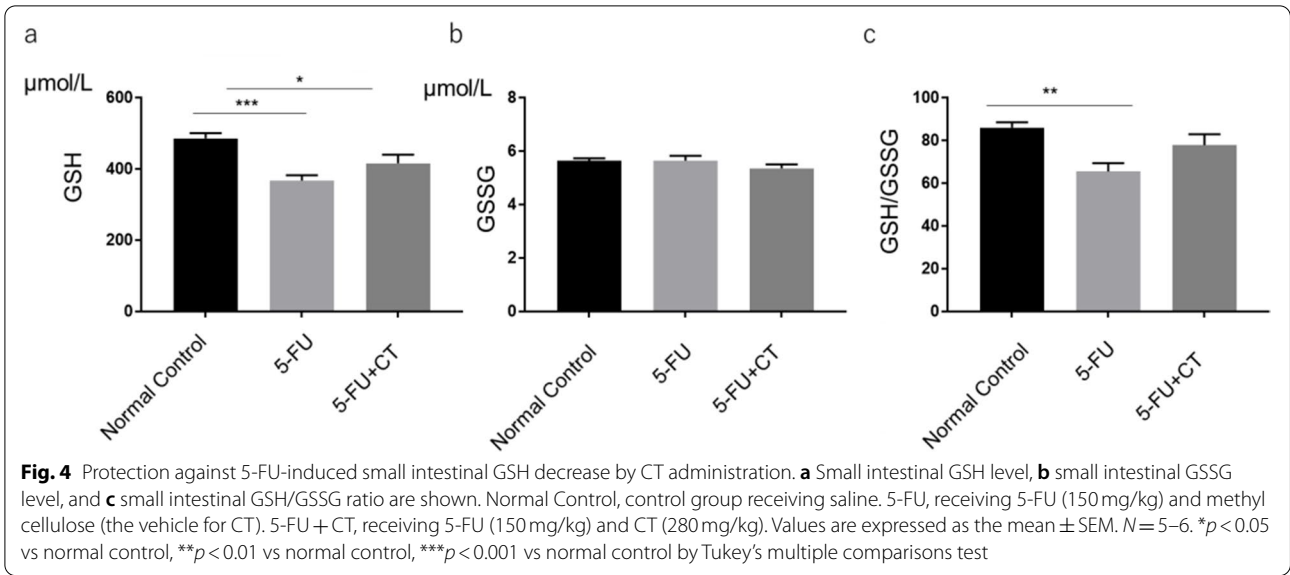 a
b
c
µmol/L
*
***
600
400
200
0
GSH
Normal Control
5-FU
5-FU+CT
µmol/L
8
6
4
2
0
GSSG
Normal Control
5-FU
5-FU+CT
**
100
80
60
40
20
0
GSH/GSSG
Normal Control
5-FU
5-FU+CT
Fig. 4 Protection against 5-FU-induced small intestinal GSH decrease by CT administration. a Small intestinal GSH level, b small intestinal GSSG
level, and c small intestinal GSH/GSSG ratio are shown. Normal Control, control group receiving saline. 5-FU, receiving 5-FU (150 mg/kg) and methyl
cellulose (the vehicle for CT). 5-FU + CT, receiving 5-FU (150 mg/kg) and CT (280 mg/kg). Values are expressed as the mean ± SEM. N = 5–6. *p < 0.05
vs normal control, **p < 0.01 vs normal control, ***p < 0.001 vs normal control by Tukey's multiple comparisons test